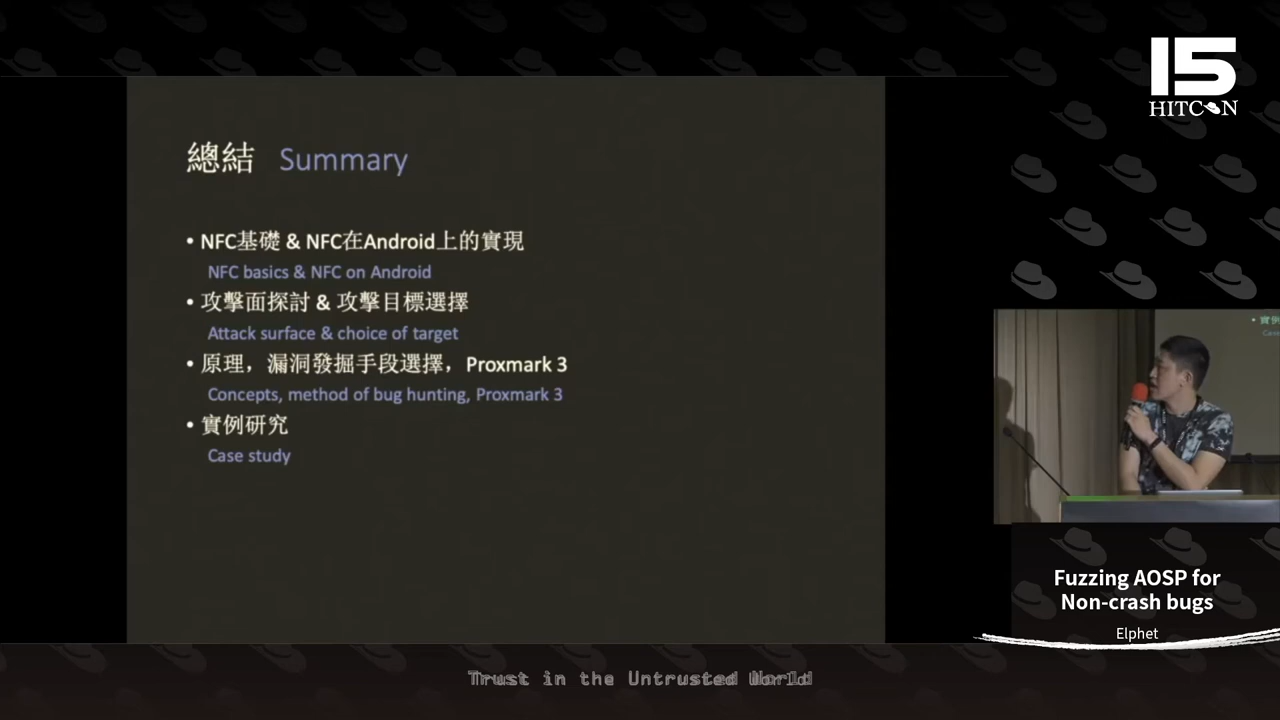 15
HITCON
總結 Summary
• NFC基礎 & NFC在Android上的實現
NFC basics & NFC on Android
• 攻擊面探討 & 攻擊目標選擇
Attack surface & choice of target
• 原理，漏洞發掘手段選擇，Proxmark 3
Concepts, method of bug hunting, Proxmark 3
• 實例研究
Case study
• 實例
Fuzzing AOSP for
Non-crash bugs
Elphet
Trust in the Untrusted World